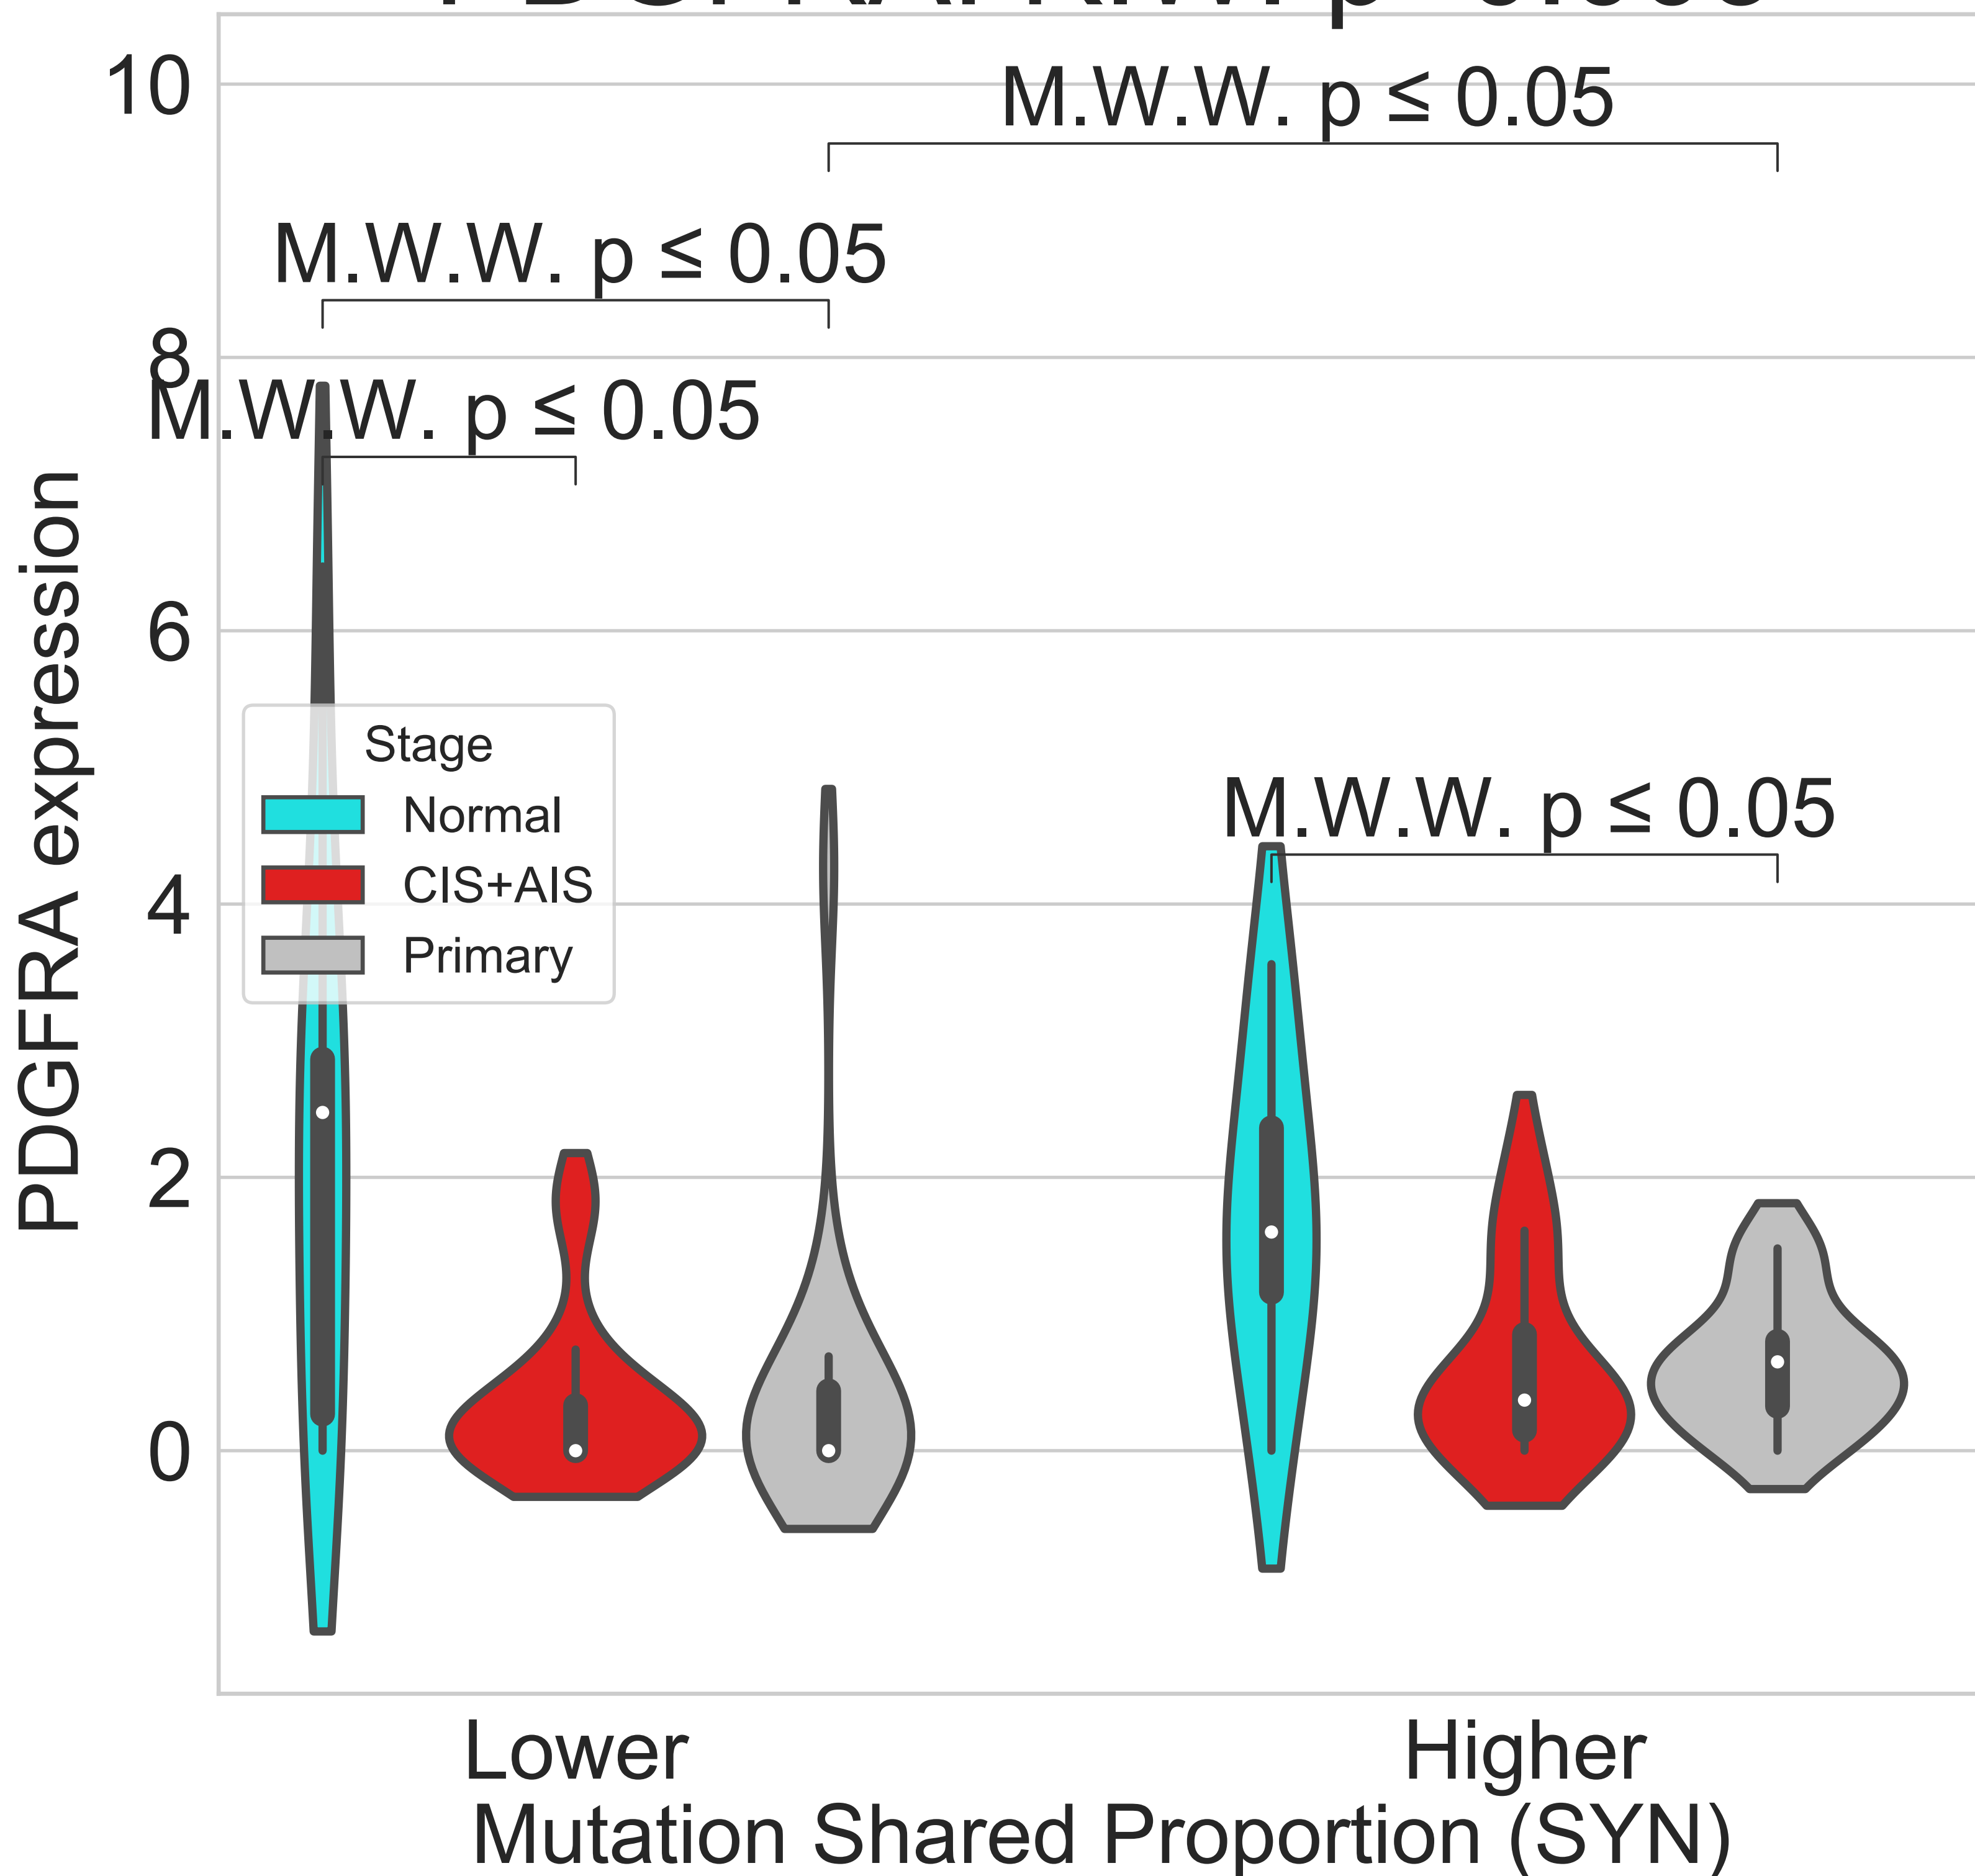 10
M.W.W. p ≤ 0.05
M.W.W. p ≤ 0.05
8
M.W.W. p ≤ 0.05
PDGFRA expression
6
Stage
Normal
CIS+AIS
Primary
M.W.W. p ≤ 0.05
4
2
0
Lower
Higher
Mutation Shared Proportion (SYN)